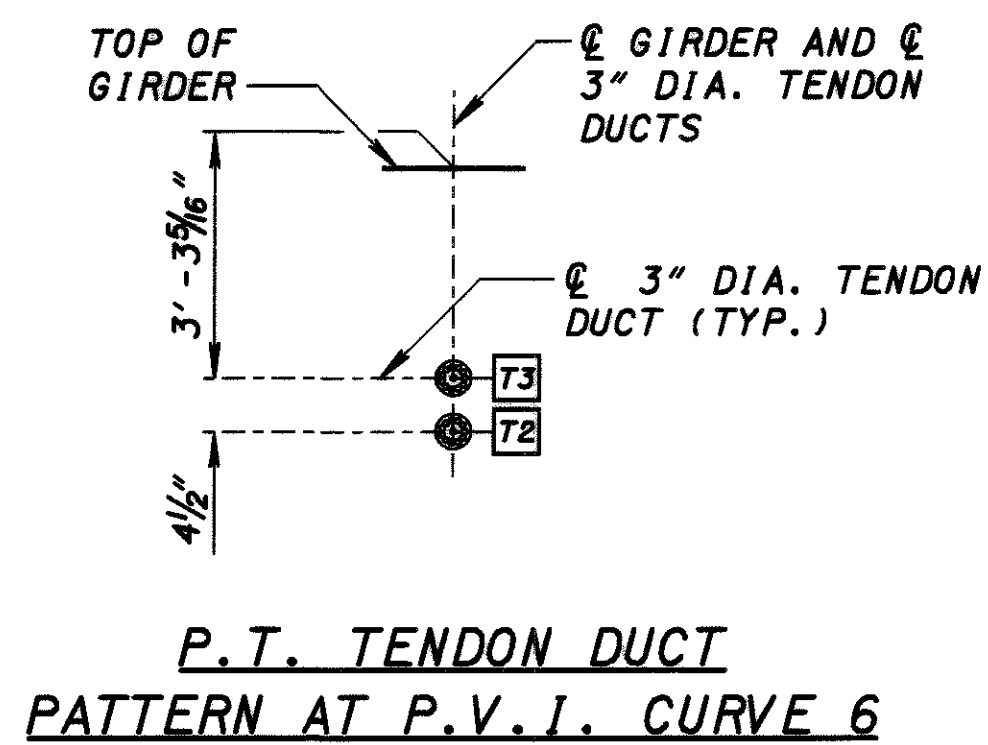 TOP OF
GIRDER
℄ GIRDER AND ℄
3" DIA. TENDON
DUCTS
3' - 3 5/16"
℄ 3" DIA. TENDON
DUCT (TYP.)
T3
T2
4 1/2"
P.T. TENDON DUCT
PATTERN AT P.V.I. CURVE 6